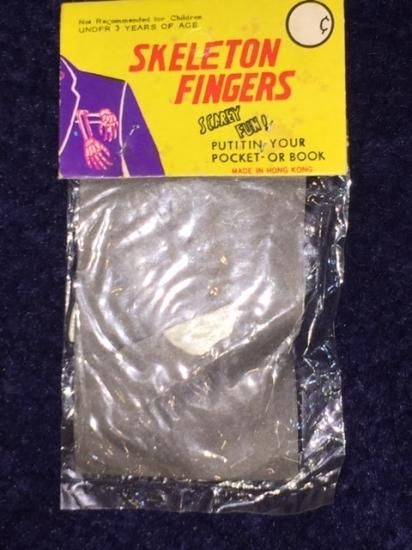 Not Recommended for Children
UNDER 3 YEARS OF AGE
¢
SKELETON
FINGERS
SCAREY
FUN!
PUTITIN YOUR
POCKET-OR BOOK
MADE IN HONG KONG